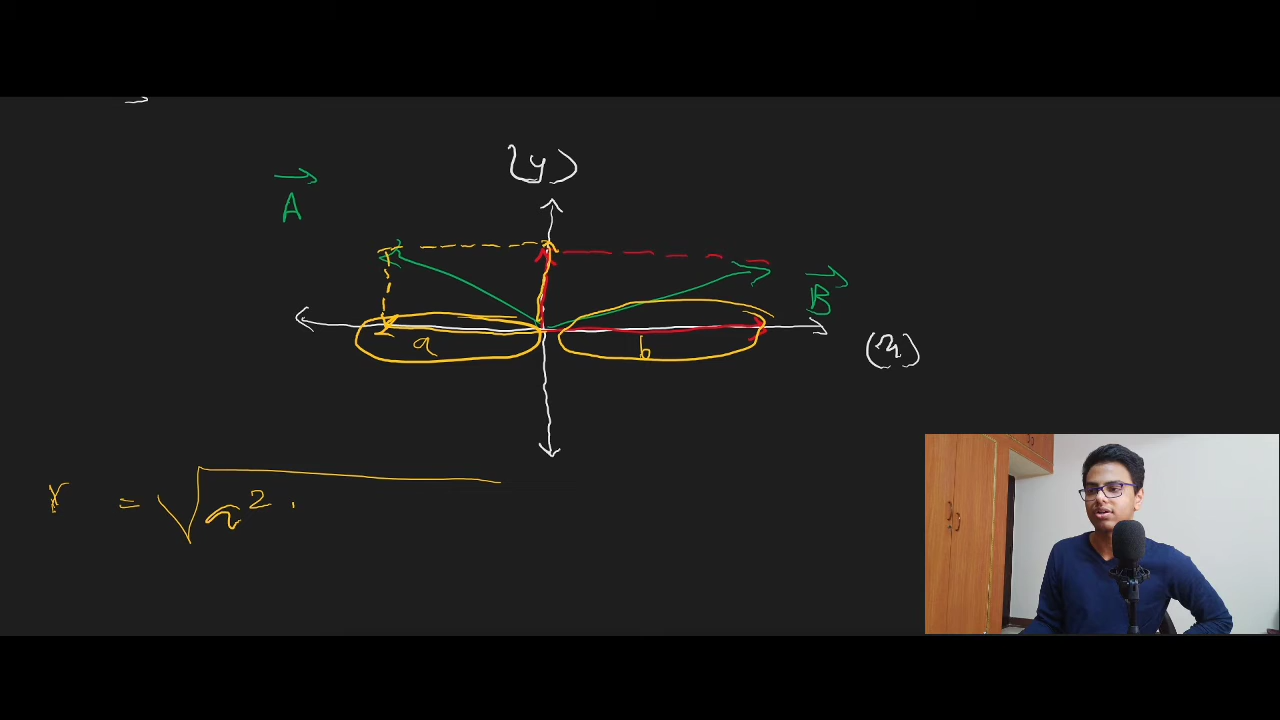 (y)
A
B
a
b
(x)
r = √a² .